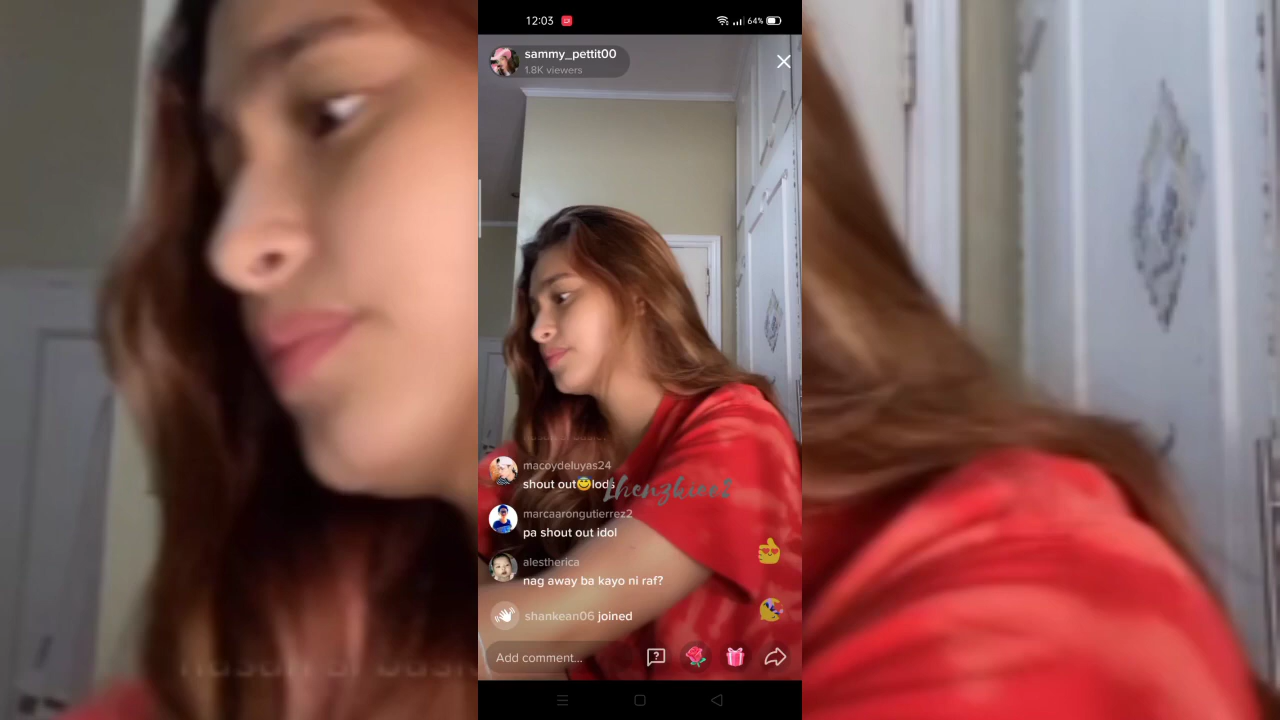 12:03
64%
sammy_pettit00
1.8K viewers
macoydeluyas24
shout out😇lods
Lhenzkiee
marcaarongutierrez2
pa shout out idol
alestherica
nag away ba kayo ni raf?
shankean06 joined
Add comment...